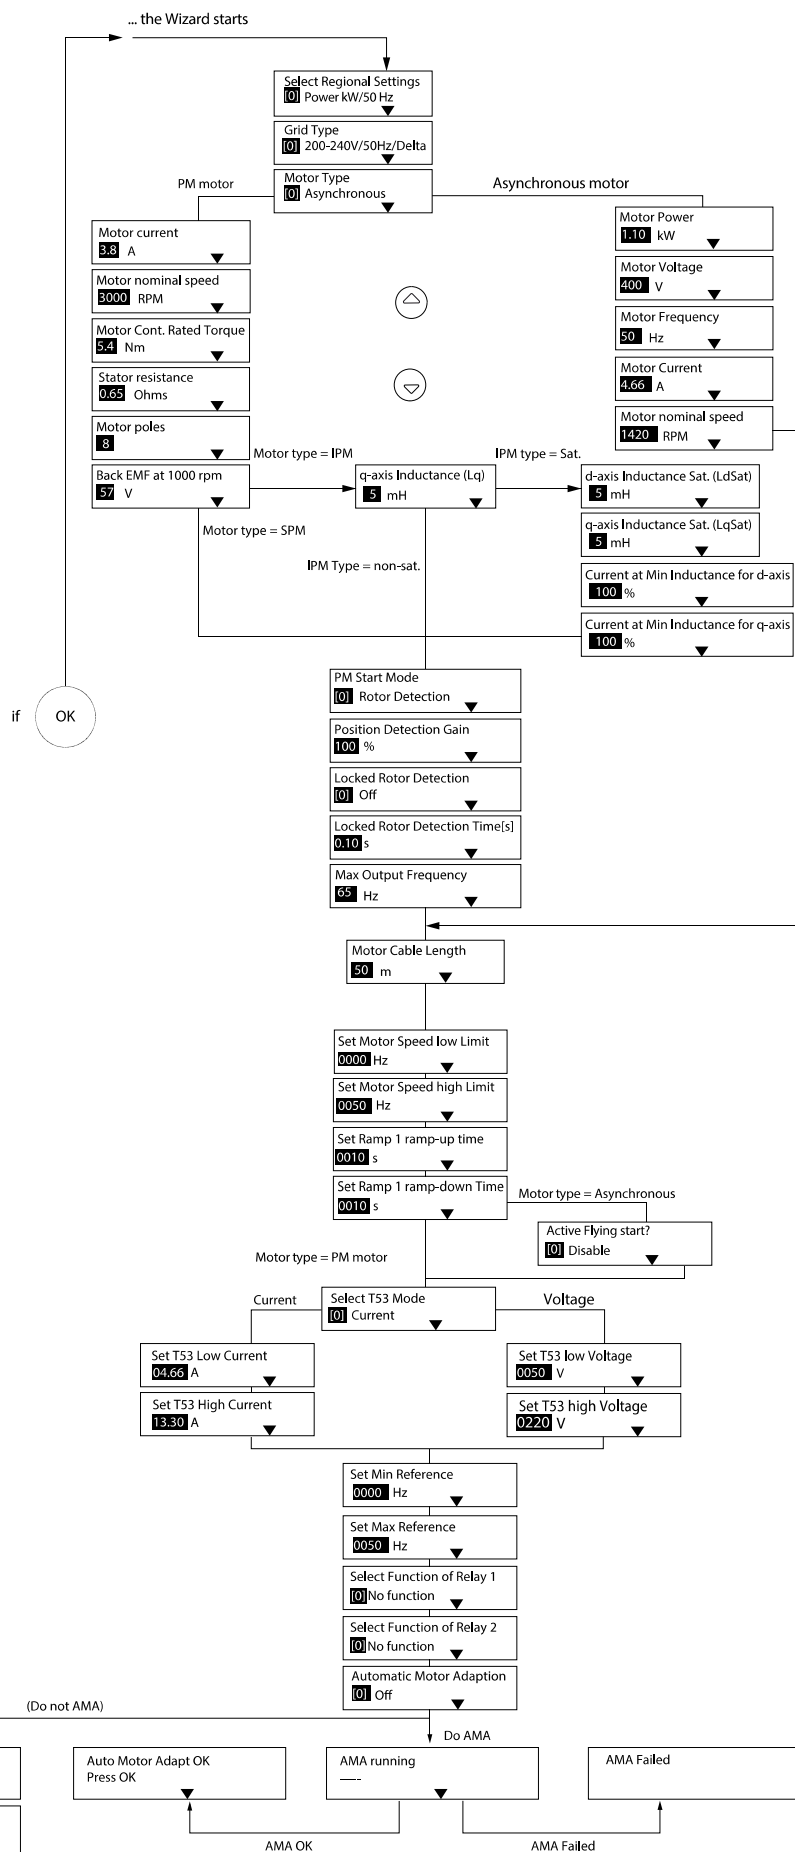 ... the Wizard starts
Select Regional Settings
[0] Power kW/50 Hz
Grid Type
[0] 200-240V/50Hz/Delta
Motor Type
[0] Asynchronous
PM motor
Asynchronous motor
Motor current
3.8 A
Motor nominal speed
3000 RPM
Motor Cont. Rated Torque
5.4 Nm
Stator resistance
0.65 Ohms
Motor poles
8
Back EMF at 1000 rpm
57 V
Motor Power
1.10 kW
Motor Voltage
400 V
Motor Frequency
50 Hz
Motor Current
4.66 A
Motor nominal speed
1420 RPM
Motor type = IPM
q-axis Inductance (Lq)
5 mH
IPM type = Sat.
d-axis Inductance Sat. (LdSat)
5 mH
q-axis Inductance Sat. (LqSat)
5 mH
Current at Min Inductance for d-axis
100 %
Current at Min Inductance for q-axis
100 %
Motor type = SPM
IPM Type = non-sat.
PM Start Mode
[0] Rotor Detection
Position Detection Gain
100 %
Locked Rotor Detection
[0] Off
Locked Rotor Detection Time[s]
0.10 s
Max Output Frequency
65 Hz
if
OK
Motor Cable Length
50 m
Set Motor Speed low Limit
0000 Hz
Set Motor Speed high Limit
0050 Hz
Set Ramp 1 ramp-up time
0010 s
Set Ramp 1 ramp-down Time
0010 s
Motor type = Asynchronous
Active Flying start?
[0] Disable
Motor type = PM motor
Select T53 Mode
[0] Current
Current
Voltage
Set T53 Low Current
04.66 A
Set T53 High Current
13.30 A
Set T53 low Voltage
0050 V
Set T53 high Voltage
0220 V
Set Min Reference
0000 Hz
Set Max Reference
0050 Hz
Select Function of Relay 1
[0] No function
Select Function of Relay 2
[0] No function
Automatic Motor Adaption
[0] Off
(Do not AMA)
Do AMA
Auto Motor Adapt OK
Press OK
AMA running
----
AMA Failed
AMA OK
AMA Failed